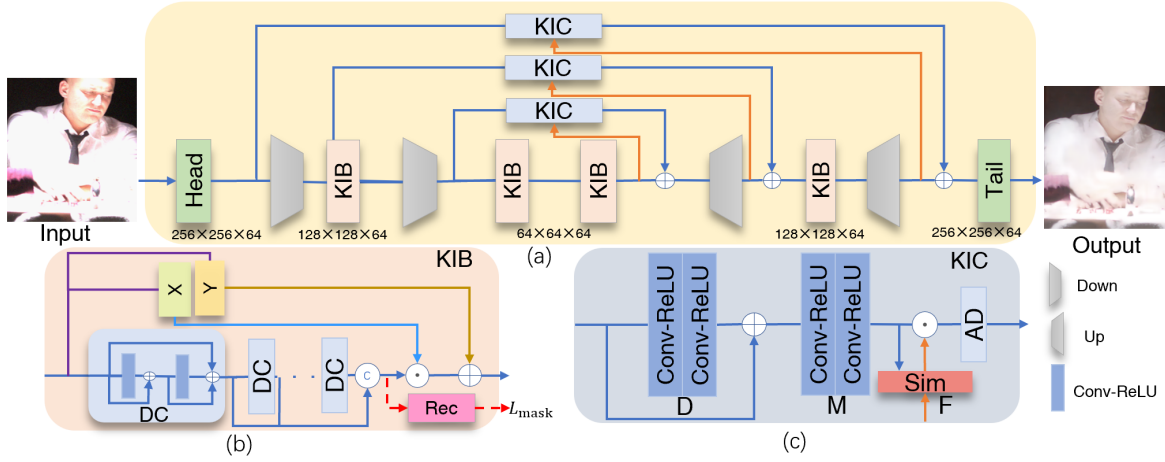 KIC
KIC
KIC
Head
KIB
KIB
KIB
KIB
Tail
Input
256×256×64
128×128×64
64×64×64
128×128×64
256×256×64
Output
(a)
KIB
X
Y
DC
DC
. . .
DC
C
Rec
L_mask
(b)
KIC
Conv-ReLU
Conv-ReLU
D
Conv-ReLU
Conv-ReLU
M
Sim
F
AD
(c)
Down
Up
Conv-ReLU